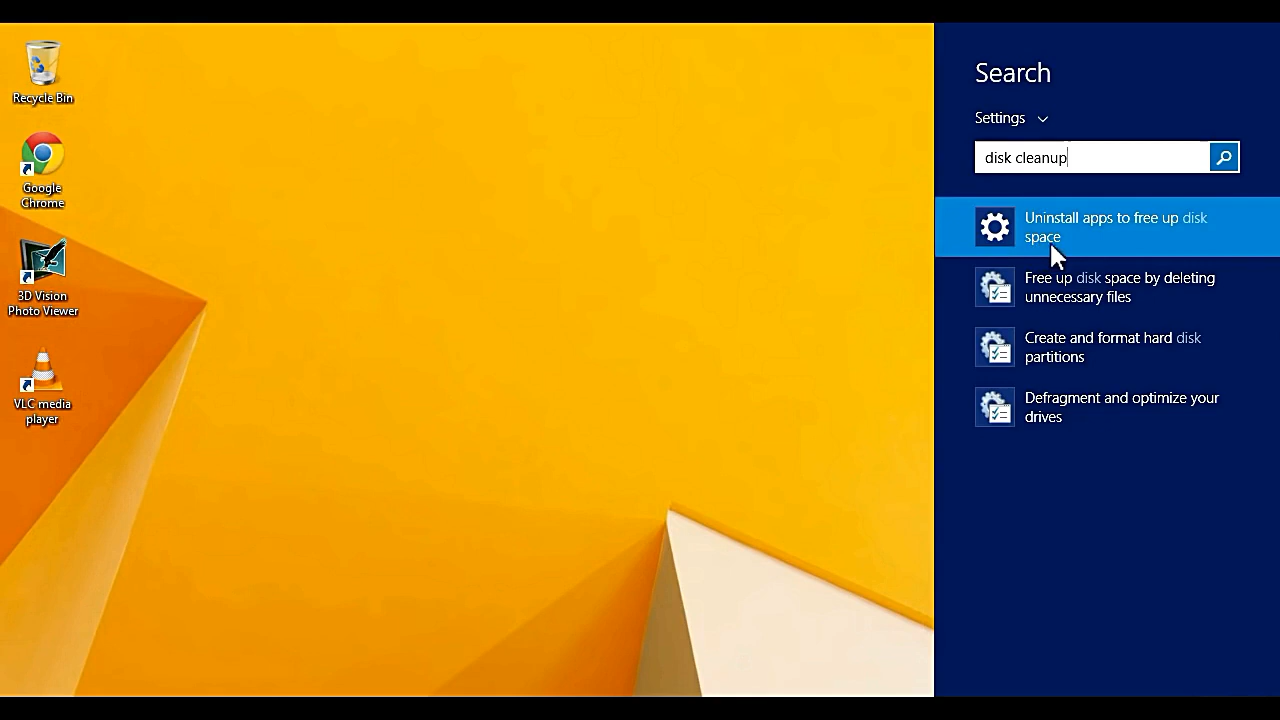 Recycle Bin
Google
Chrome
3D Vision
Photo Viewer
VLC media
player
Search
Settings
disk cleanup
Uninstall apps to free up disk
space
Free up disk space by deleting
unnecessary files
Create and format hard disk
partitions
Defragment and optimize your
drives